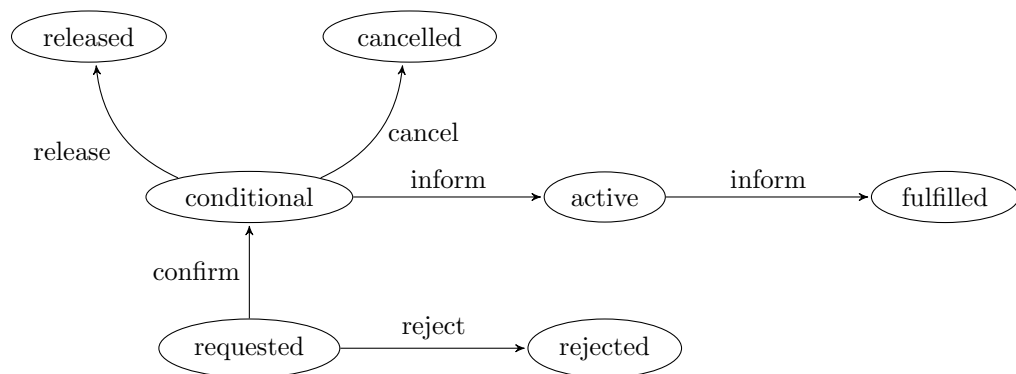 released
cancelled
release
cancel
conditional
inform
active
inform
fulfilled
confirm
requested
reject
rejected